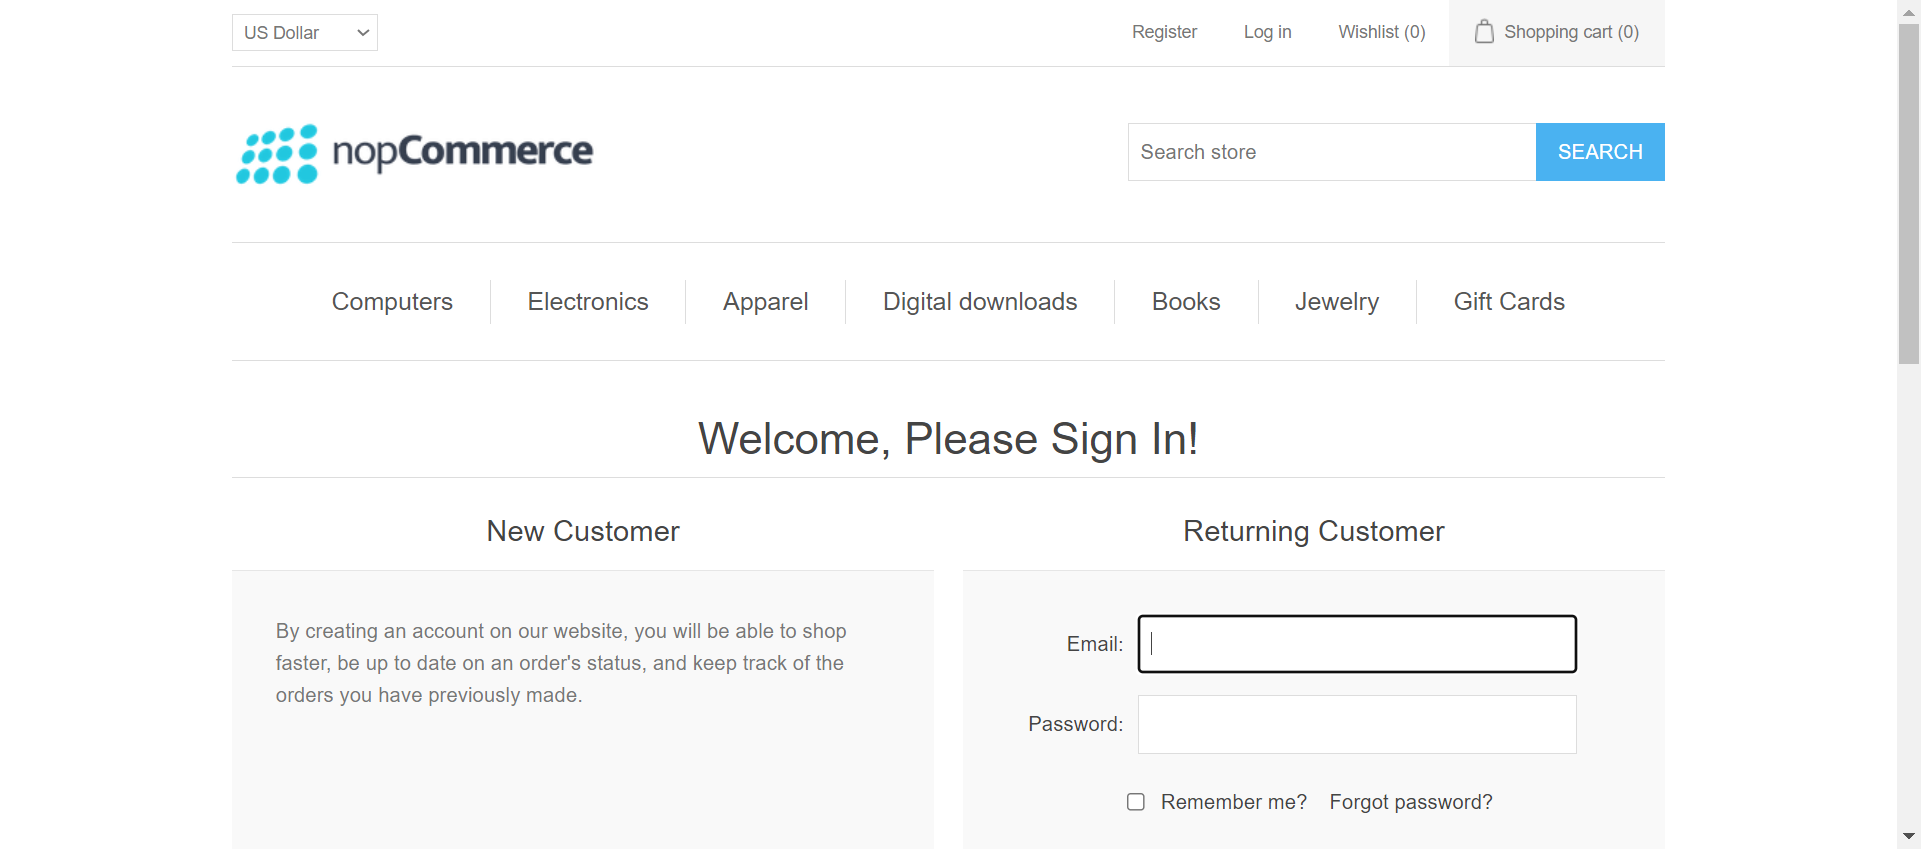 US Dollar
Register
Log in
Wishlist (0)
Shopping cart (0)
nopCommerce
Search store
SEARCH
Computers
Electronics
Apparel
Digital downloads
Books
Jewelry
Gift Cards
Welcome, Please Sign In!
New Customer
By creating an account on our website, you will be able to shop
faster, be up to date on an order's status, and keep track of the
orders you have previously made.
Returning Customer
Email:
Password:
Remember me?
Forgot password?